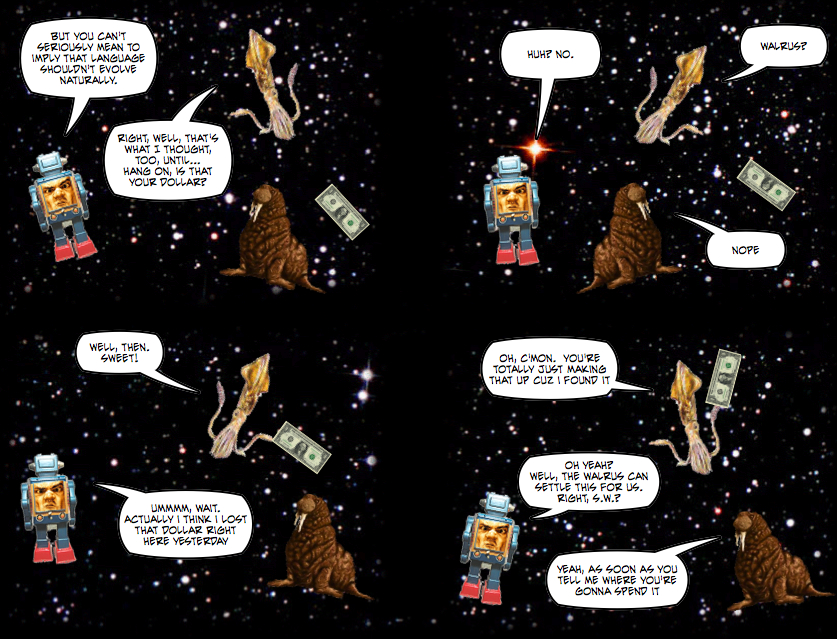 BUT YOU CAN'T
SERIOUSLY MEAN TO
IMPLY THAT LANGUAGE
SHOULDN'T EVOLVE
NATURALLY.
RIGHT, WELL, THAT'S
WHAT I THOUGHT,
TOO, UNTIL...
HANG ON, IS THAT
YOUR DOLLAR?
HUH? NO.
WALRUS?
NOPE
WELL, THEN.
SWEET!
UMMMM, WAIT.
ACTUALLY I THINK I LOST
THAT DOLLAR RIGHT
HERE YESTERDAY
OH, C'MON. YOU'RE
TOTALLY JUST MAKING
THAT UP CUZ I FOUND IT
OH YEAH?
WELL, THE WALRUS CAN
SETTLE THIS FOR US.
RIGHT, S.W.?
YEAH, AS SOON AS YOU
TELL ME WHERE YOU'RE
GONNA SPEND IT